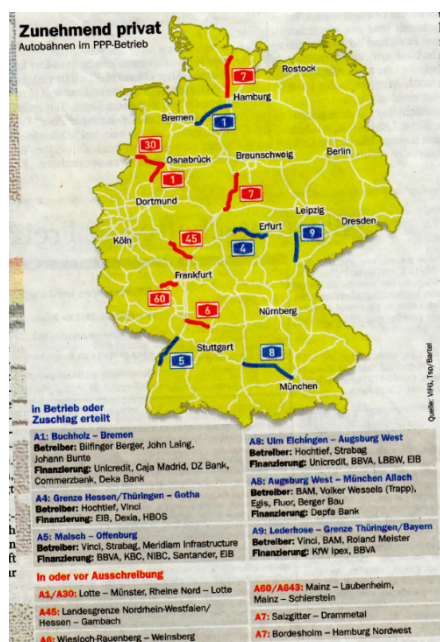 Zunehmend privat
Autobahnen im PPP-Betrieb
7
Rostock
Hamburg
Bremen
1
30
Osnabrück
Braunschweig
Berlin
1
7
Dortmund
Leipzig
Erfurt
9
Dresden
Köln
45
4
Frankfurt
60
6
Nürnberg
Stuttgart
5
8
München
Quelle: VIFG, Tsp/Bartel
in Betrieb oder
Zuschlag erteilt
A1: Buchholz – Bremen
Betreiber: Bilfinger Berger, John Laing,
Johann Bunte
Finanzierung: Unicredit, Caja Madrid, DZ Bank,
Commerzbank, Deka Bank
A4: Grenze Hessen/Thüringen – Gotha
Betreiber: Hochtief, Vinci
Finanzierung: EIB, Dexia, HBOS
A5: Malsch – Offenburg
Betreiber: Vinci, Strabag, Meridiam Infrastructure
Finanzierung: BBVA, KBC, NIBC, Santander, EIB
A8: Ulm Elchingen – Augsburg West
Betreiber: Hochtief, Strabag
Finanzierung: Unicredit, BBVA, LBBW, EIB
A8: Augsburg West – München Allach
Betreiber: BAM, Volker Wessels (Trapp),
Egis, Fluor, Berger Bau
Finanzierung: Depfa Bank
A9: Lederhose – Grenze Thüringen/Bayern
Betreiber: Vinci, BAM, Roland Meister
Finanzierung: KfW Ipex, BBVA
In oder vor Ausschreibung
A1/A30: Lotte – Münster, Rheine Nord – Lotte
A45: Landesgrenze Nordrhein-Westfalen/
Hessen – Gambach
A6: Wiesloch-Rauenberg – Weinsberg
A60/A643: Mainz – Laubenheim,
Mainz – Schierstein
A7: Salzgitter – Drammetal
A7: Bordesholm – Hamburg Nordwest